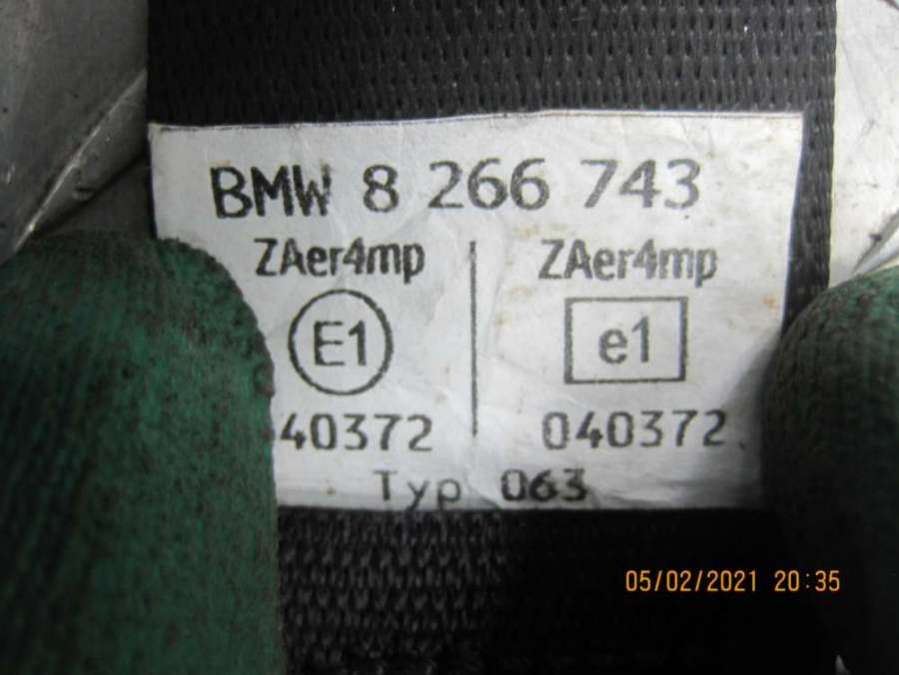 BMW 8 266 743
ZAer4mp ZAer4mp
E1 e1
40372 040372
Typ 063
05/02/2021 20:35